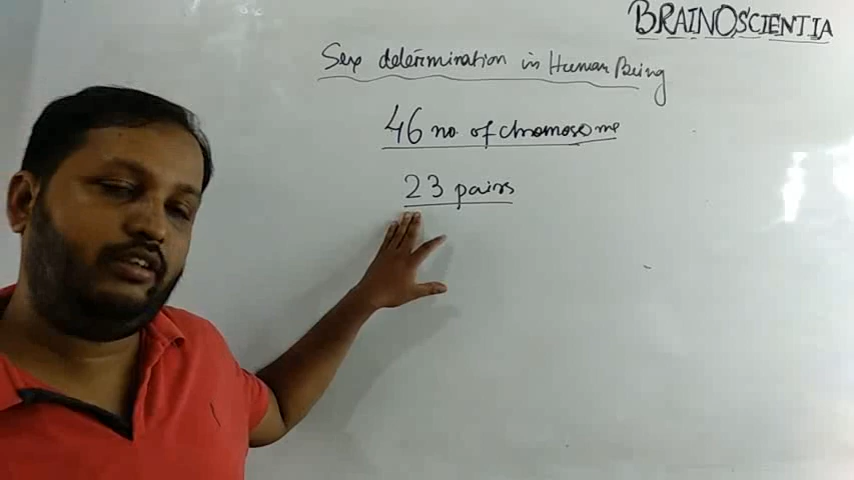 BRAINOSCIENTIA
Sex determination in Human Being
46 no of chromosome
23 pairs